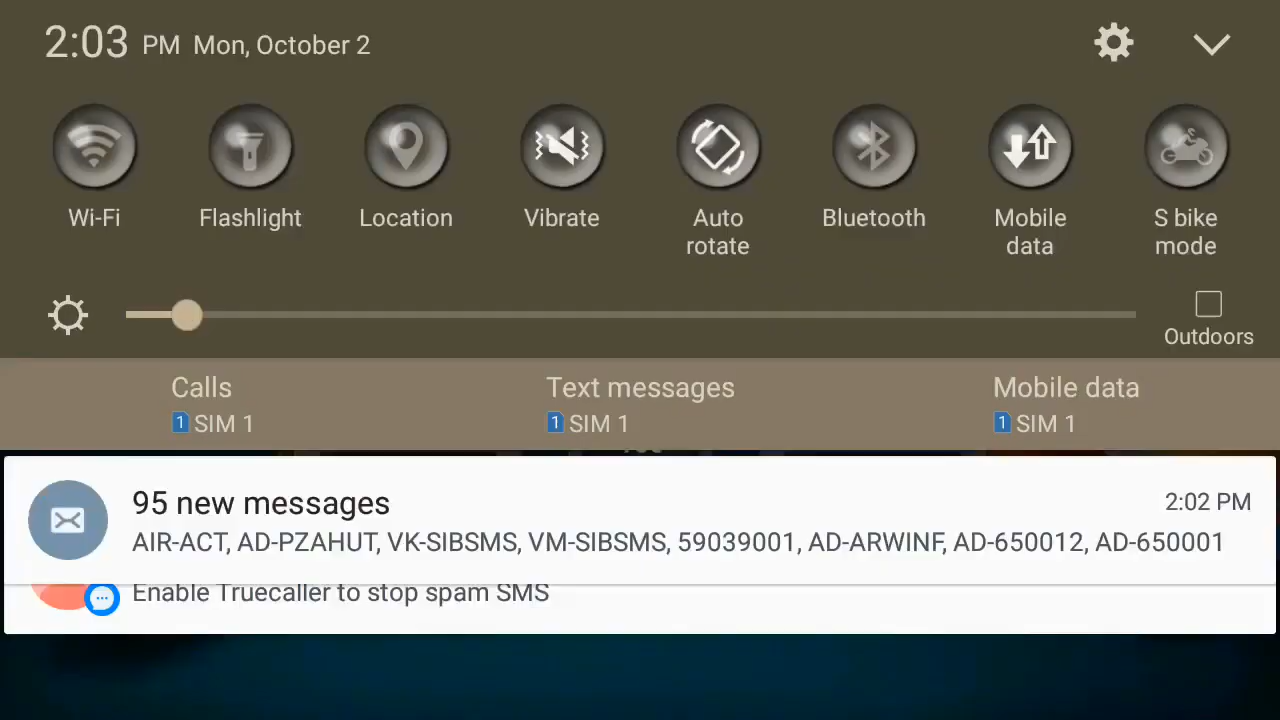 2:03 PM Mon, October 2
Wi-Fi
Flashlight
Location
Vibrate
Auto
rotate
Bluetooth
Mobile
data
S bike
mode
Outdoors
Calls
1 SIM 1
Text messages
1 SIM 1
Mobile data
1 SIM 1
95 new messages
2:02 PM
AIR-ACT, AD-PZAHUT, VK-SIBSMS, VM-SIBSMS, 59039001, AD-ARWINF, AD-650012, AD-650001
Enable Truecaller to stop spam SMS